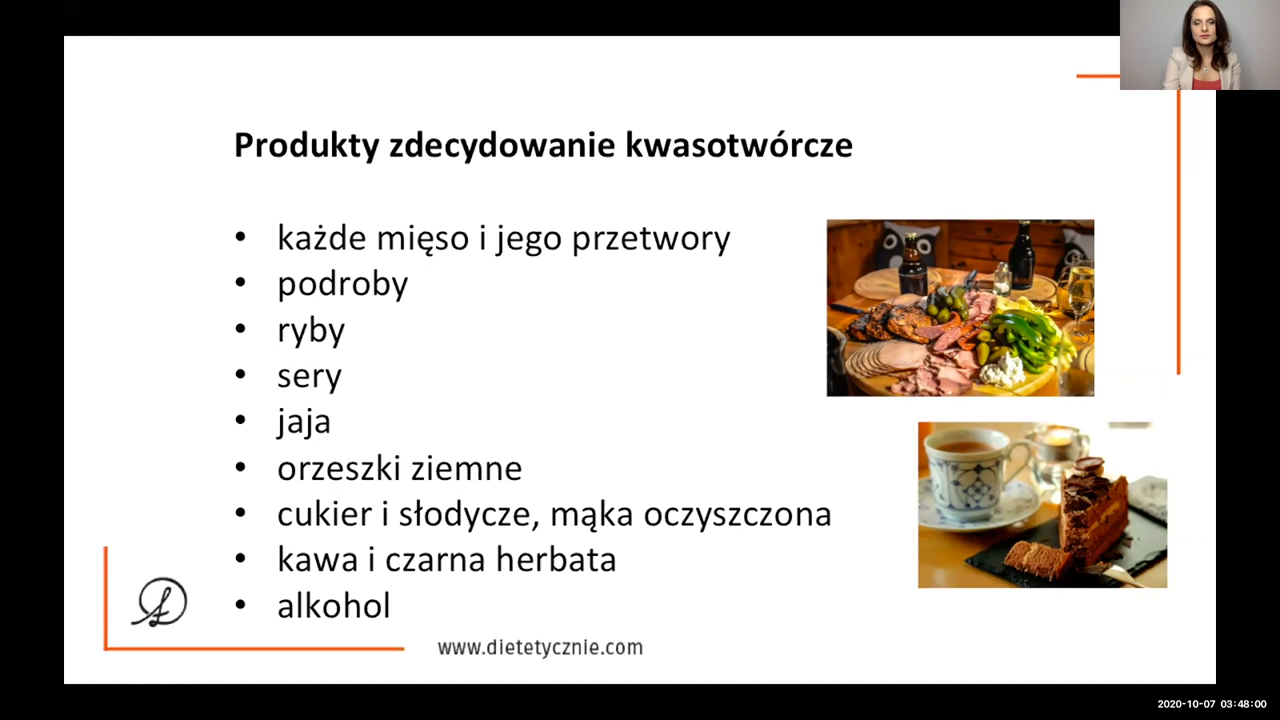 Produkty zdecydowanie kwasotwórcze
• każde mięso i jego przetwory
• podroby
• ryby
• sery
• jaja
• orzeszki ziemne
• cukier i słodycze, mąka oczyszczona
• kawa i czarna herbata
• alkohol
www.dietetycznie.com
2020-10-07 03:48:00